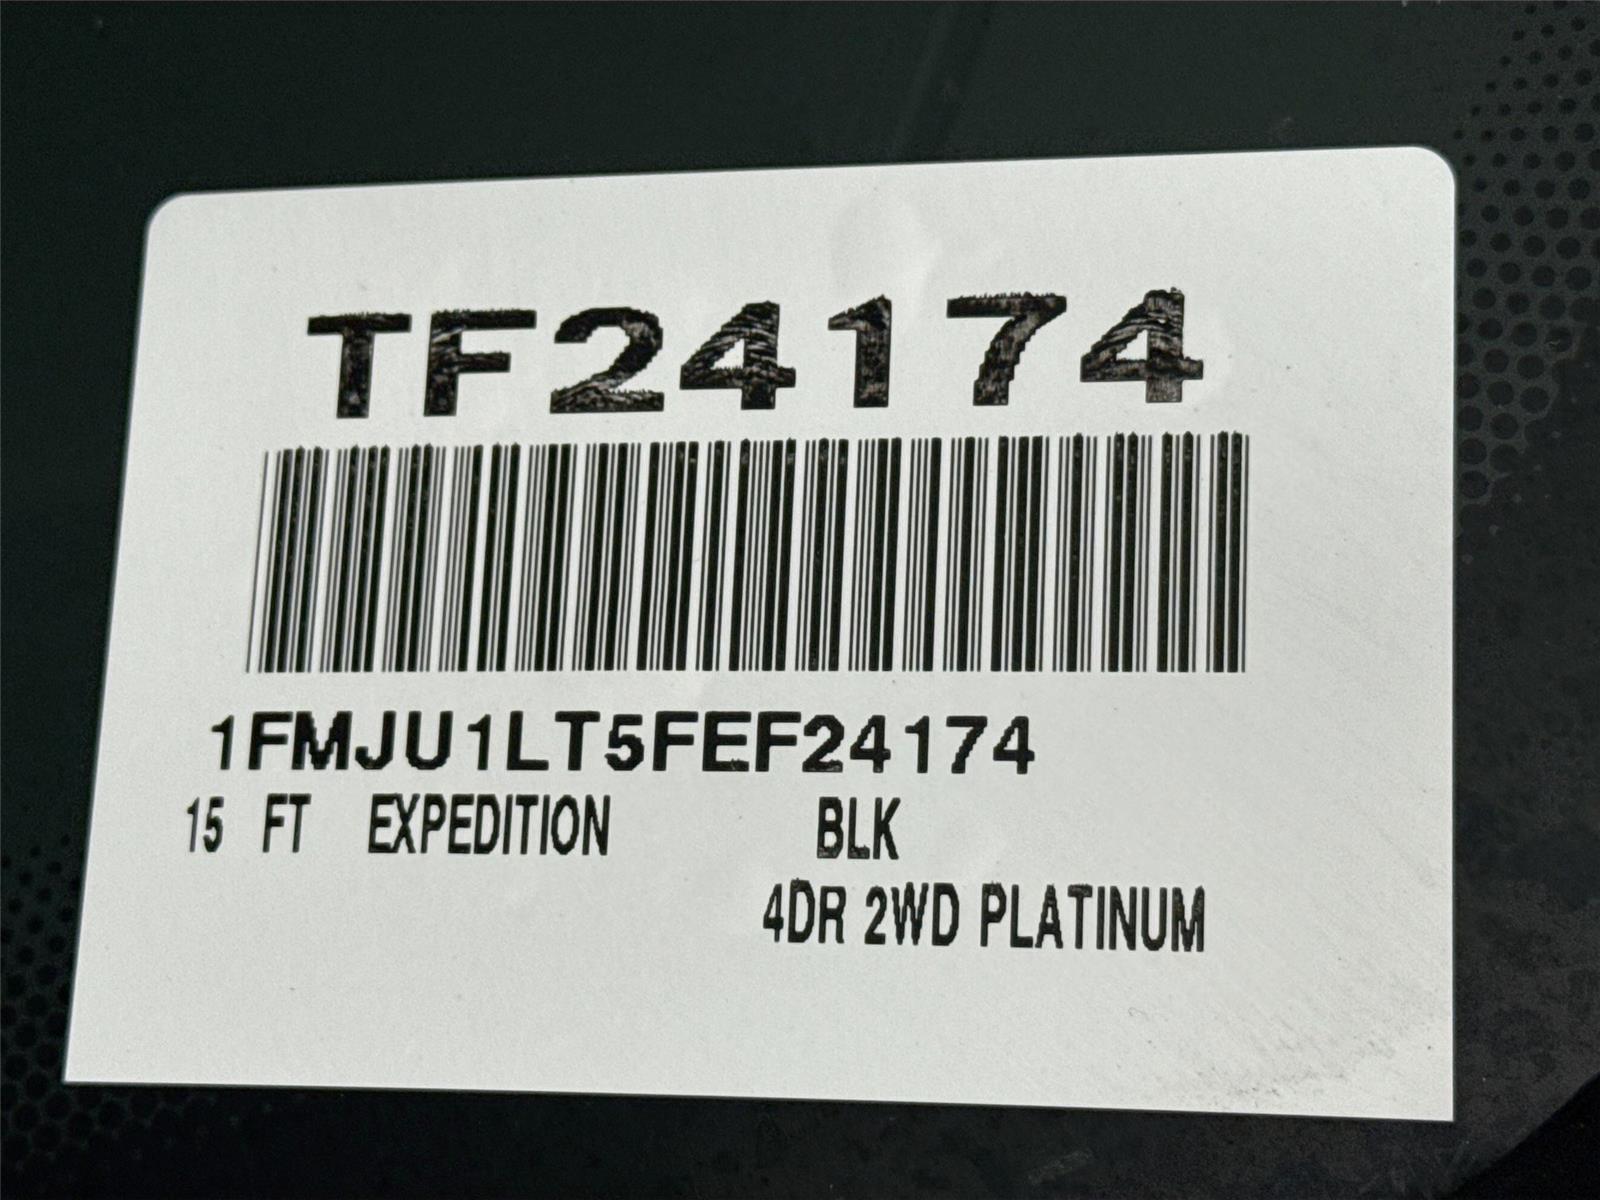 TF24174
1FMJU1LT5FEF24174
15 FT EXPEDITION BLK
4DR 2WD PLATINUM